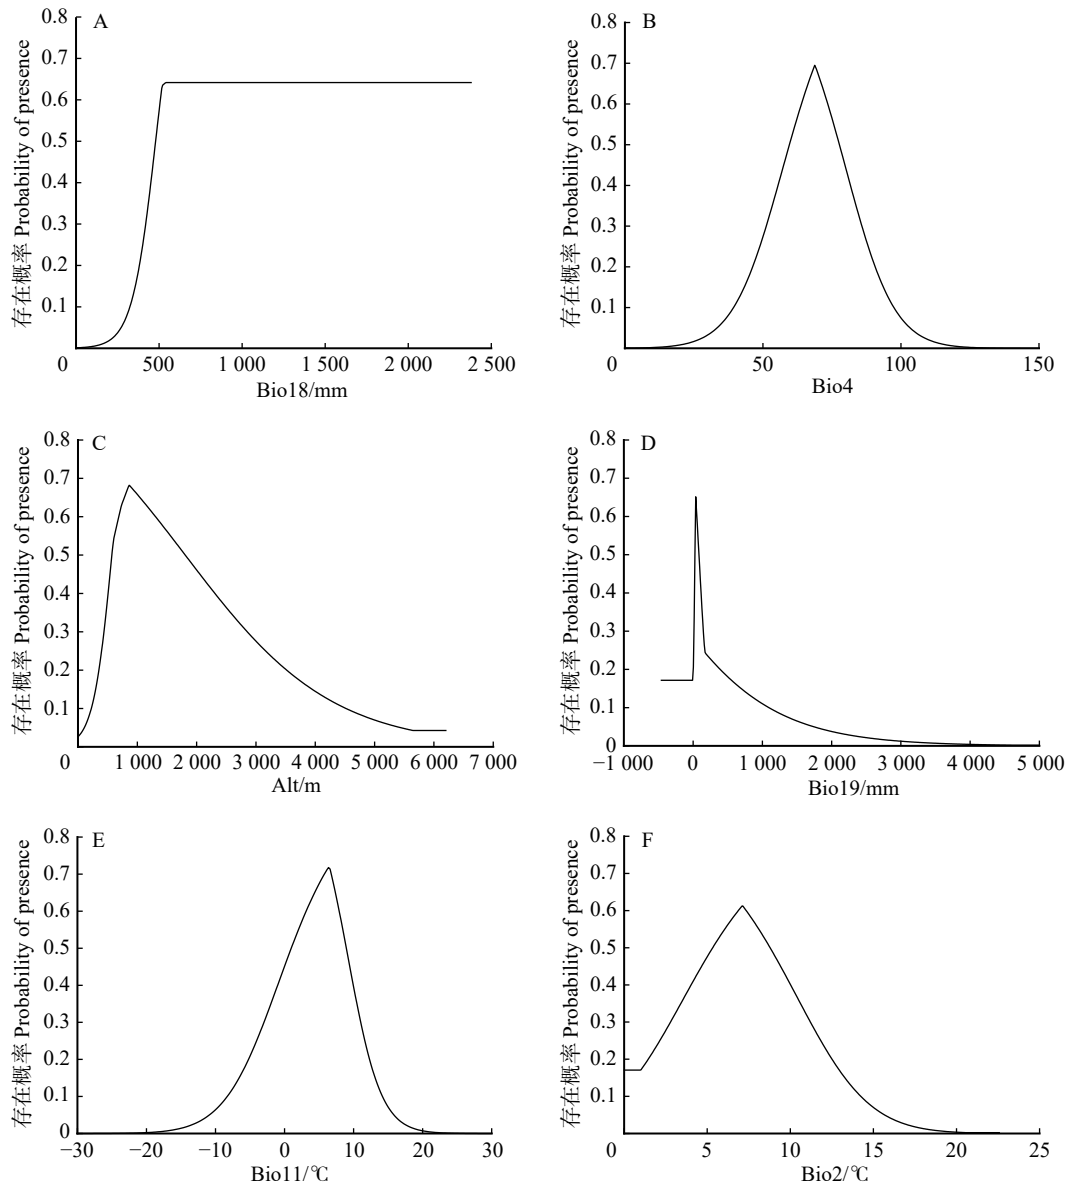 A
存在概率 Probability of presence
0.8
0.7
0.6
0.5
0.4
0.3
0.2
0.1
0 500 1 000 1 500 2 000 2 500
Bio18/mm
B
存在概率 Probability of presence
0.8
0.7
0.6
0.5
0.4
0.3
0.2
0.1
0 50 100 150
Bio4
C
存在概率 Probability of presence
0.8
0.7
0.6
0.5
0.4
0.3
0.2
0.1
0 1 000 2 000 3 000 4 000 5 000 6 000 7 000
Alt/m
D
存在概率 Probability of presence
0.8
0.7
0.6
0.5
0.4
0.3
0.2
0.1
0
−1 000 0 1 000 2 000 3 000 4 000 5 000
Bio19/mm
E
存在概率 Probability of presence
0.8
0.7
0.6
0.5
0.4
0.3
0.2
0.1
0
−30 −20 −10 0 10 20 30
Bio11/℃
F
存在概率 Probability of presence
0.8
0.7
0.6
0.5
0.4
0.3
0.2
0.1
0 5 10 15 20 25
Bio2/℃